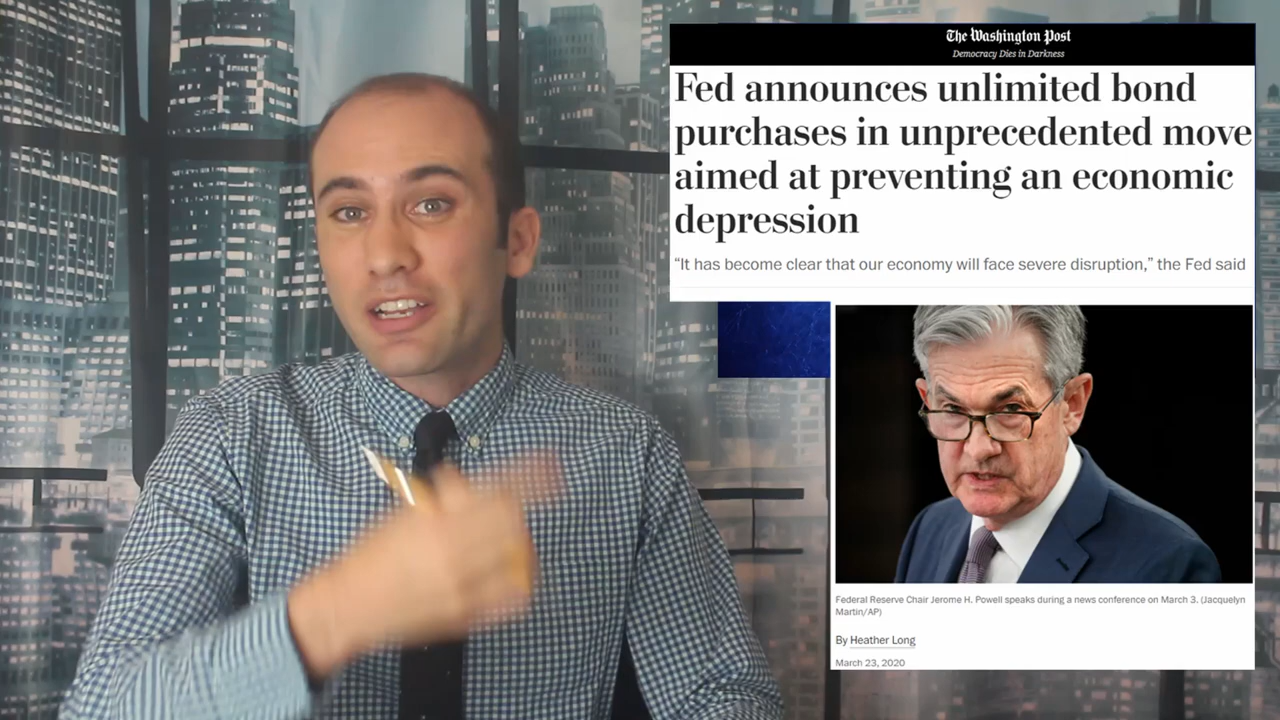 The Washington Post
Democracy Dies in Darkness
Fed announces unlimited bond
purchases in unprecedented move
aimed at preventing an economic
depression
“It has become clear that our economy will face severe disruption,” the Fed said
Federal Reserve Chair Jerome H. Powell speaks during a news conference on March 3. (Jacquelyn
Martin/AP)
By Heather Long
March 23, 2020